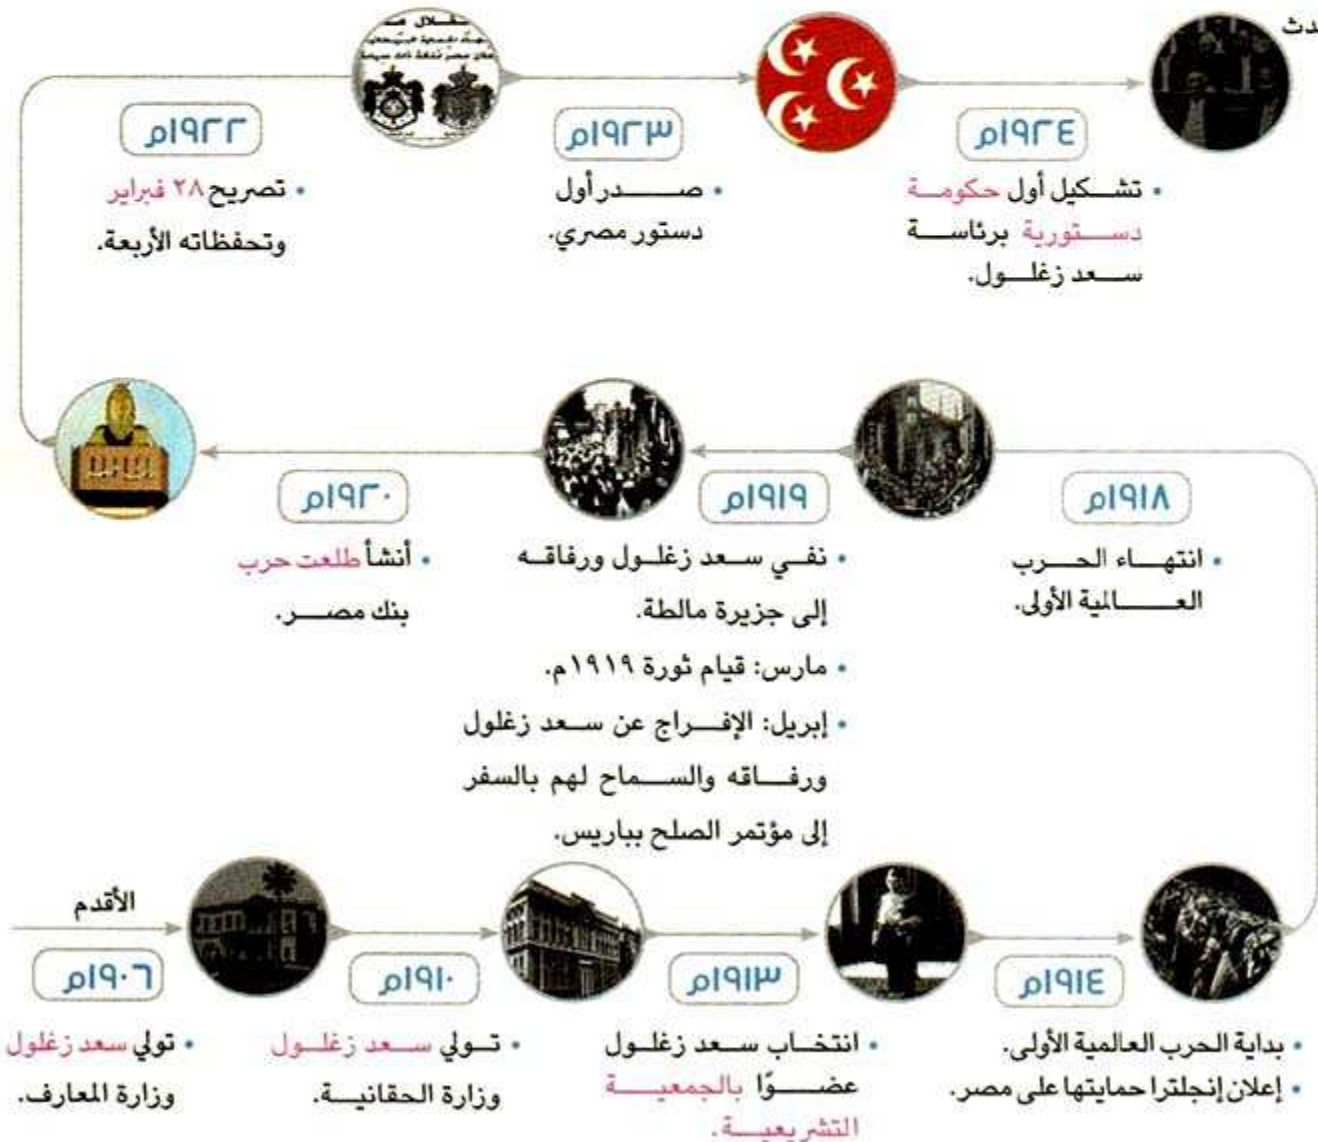 ١٩٢٢م
تصريح ٢٨ فبراير
وتحفظاته الأربعة.
١٩٢٣م
صدر أول
دستور مصري.
١٩٢٤م
تشكيل أول حكومة
دستورية برئاسة
سعد زغلول.
١٩١٨م
انتهاء الحرب
العالمية الأولى.
١٩١٩م
نفي سعد زغلول ورفاقه
إلى جزيرة مالطة.
مارس: قيام ثورة ١٩١٩م.
إبريل: الإفراج عن سعد زغلول
ورفاقه والسماح لهم بالسفر
إلى مؤتمر الصلح بباريس.
١٩٢٠م
أنشأ طلعت حرب
بنك مصر.
الأقدم
١٩٠٦م
تولي سعد زغلول
وزارة المعارف.
١٩١٠م
تولي سعد زغلول
وزارة الحقانية.
١٩١٣م
انتخاب سعد زغلول
عضوًا بالجمعية
التشريعية.
١٩١٤م
بداية الحرب العالمية الأولى.
إعلان إنجلترا حمايتها على مصر.